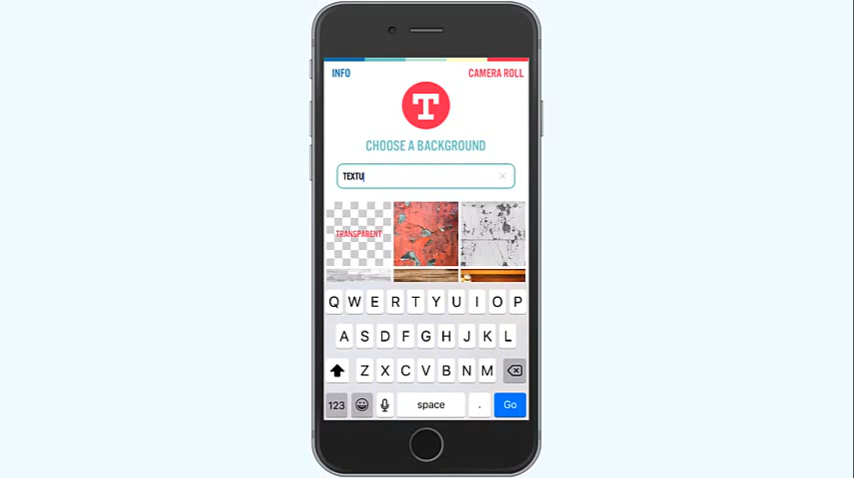 INFO
CAMERA ROLL
T
CHOOSE A BACKGROUND
TEXTU
TRANSPARENT
Q W E R T Y U I O P
A S D F G H J K L
Z X C V B N M
123 space . Go